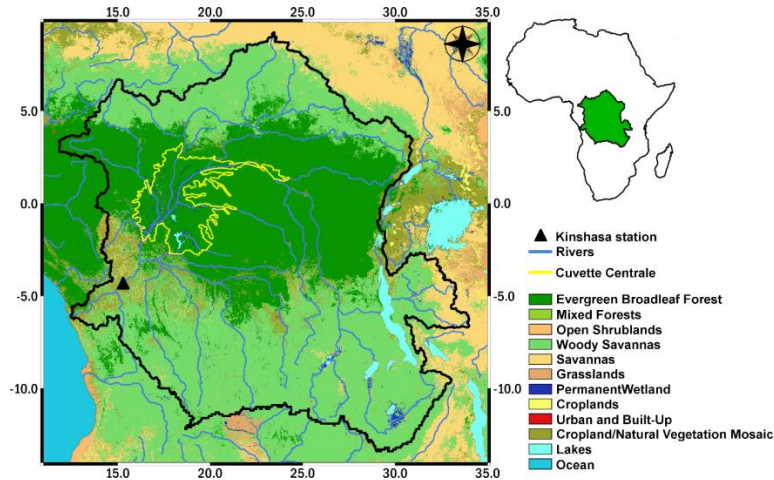 15.0 20.0 25.0 30.0 35.0
5.0 5.0
0.0 0.0
-5.0 -5.0
-10.0 -10.0
15.0 20.0 25.0 30.0 35.0
Kinshasa station
Rivers
Cuvette Centrale
Evergreen Broadleaf Forest
Mixed Forests
Open Shrublands
Woody Savannas
Savannas
Grasslands
PermanentWetland
Croplands
Urban and Built-Up
Cropland/Natural Vegetation Mosaic
Lakes
Ocean